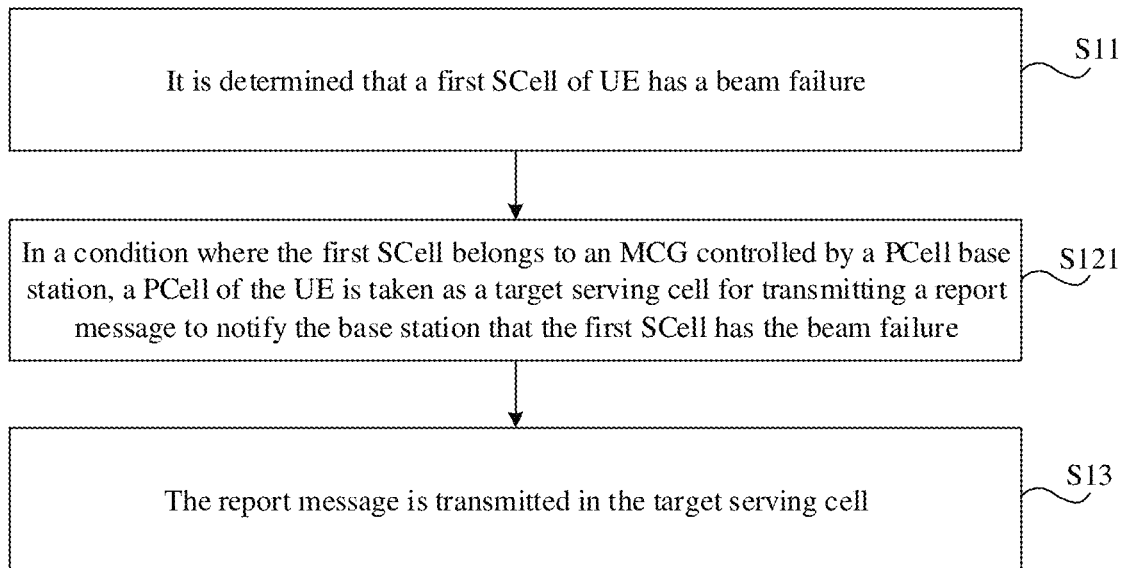 It is determined that a first SCell of UE has a beam failure
S11
In a condition where the first SCell belongs to an MCG controlled by a PCell base
station, a PCell of the UE is taken as a target serving cell for transmitting a report
message to notify the base station that the first SCell has the beam failure
S121
The report message is transmitted in the target serving cell
S13